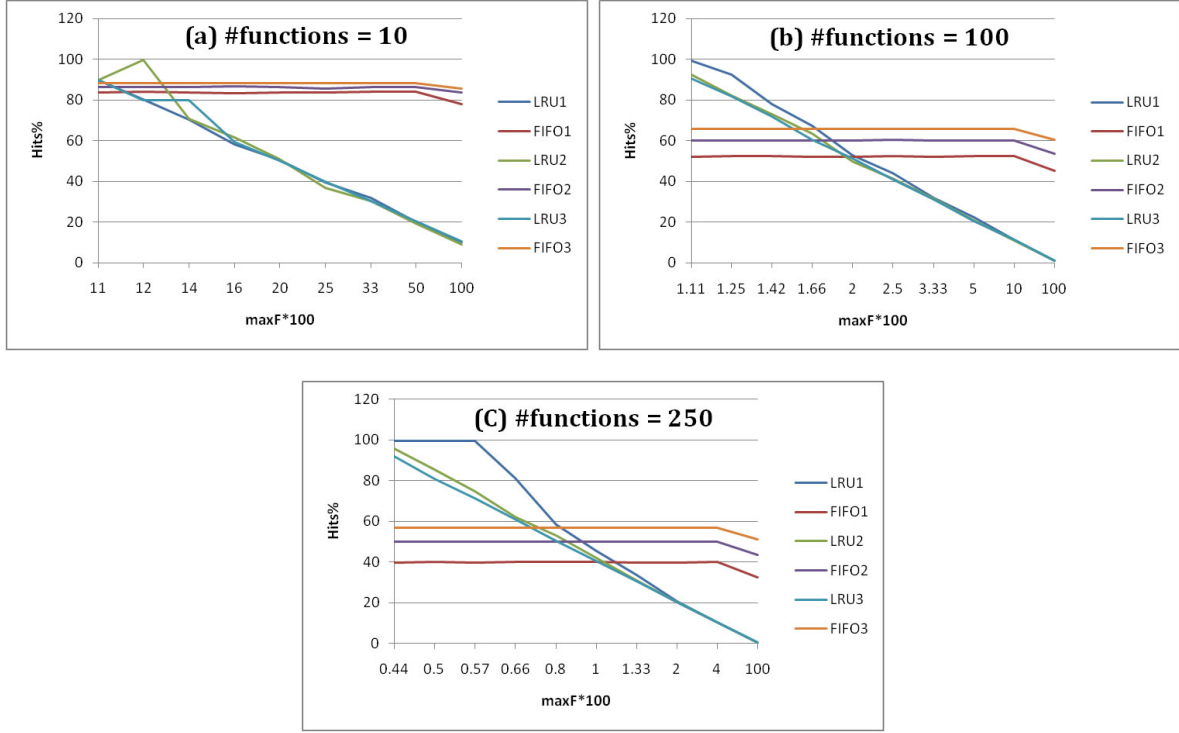 (a) #functions = 10
120
100
80
60
40
20
0
Hits%
11 12 14 16 20 25 33 50 100
maxF*100
LRU1
FIFO1
LRU2
FIFO2
LRU3
FIFO3
(b) #functions = 100
120
100
80
60
40
20
0
Hits%
1.11 1.25 1.42 1.66 2 2.5 3.33 5 10 100
maxF*100
LRU1
FIFO1
LRU2
FIFO2
LRU3
FIFO3
(C) #functions = 250
120
100
80
60
40
20
0
Hits%
0.44 0.5 0.57 0.66 0.8 1 1.33 2 4 100
maxF*100
LRU1
FIFO1
LRU2
FIFO2
LRU3
FIFO3